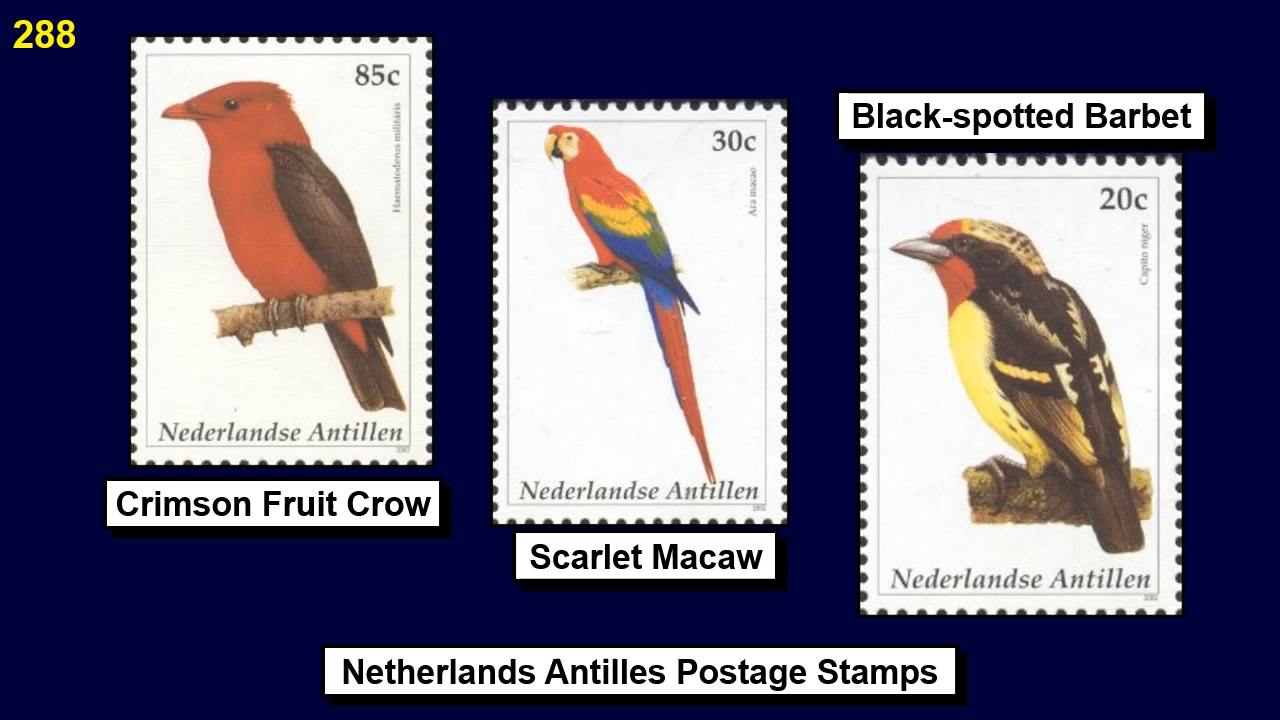 288
85c
Haematoderus militaris
Nederlandse Antillen
2002
Crimson Fruit Crow
30c
Ara macao
Nederlandse Antillen
2002
Scarlet Macaw
Black-spotted Barbet
20c
Capito niger
Nederlandse Antillen
2002
Netherlands Antilles Postage Stamps